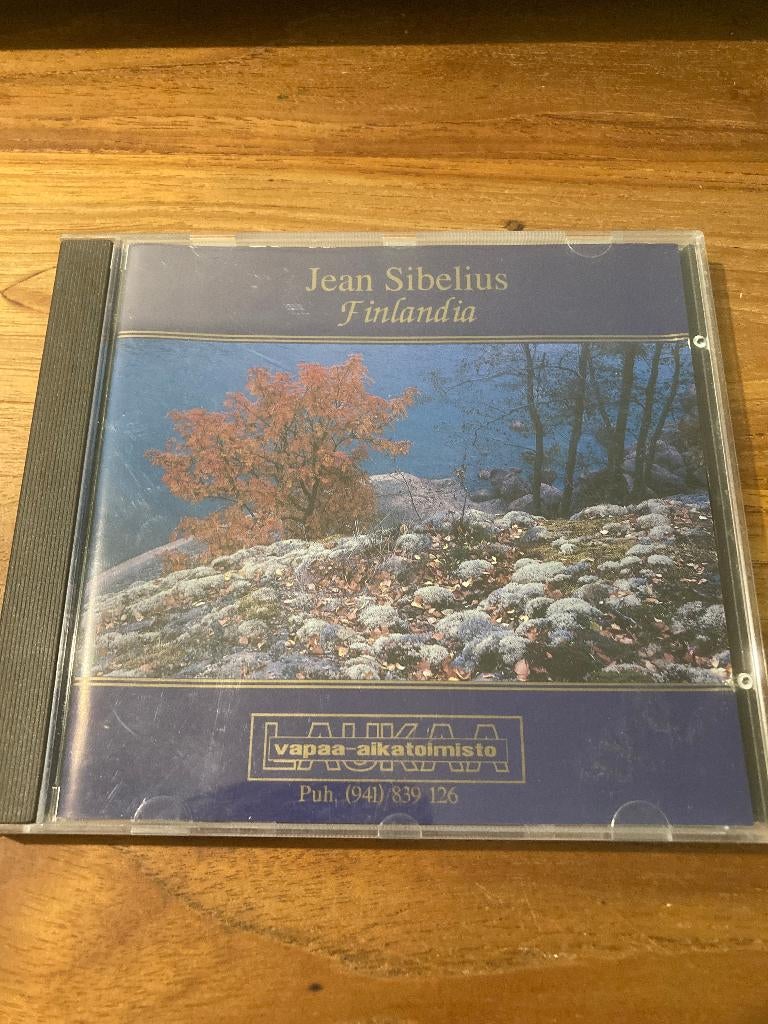 Jean Sibelius
Finlandia
LAUKAA
vapaa-aikatoimisto
Puh. (941) 839 126